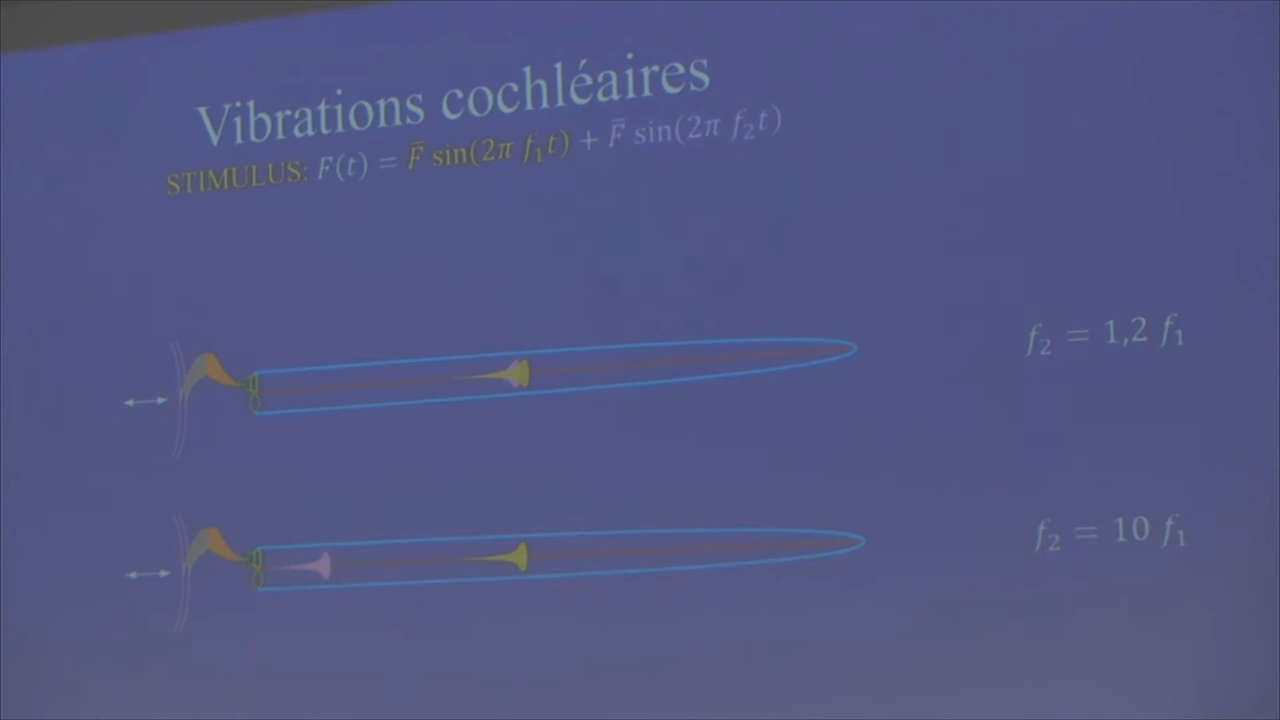 Vibrations cochléaires
STIMULUS: F(t) = F̄ sin(2π f₁t) + F̄ sin(2π f₂t)
f₂ = 1,2 f₁
f₂ = 10 f₁